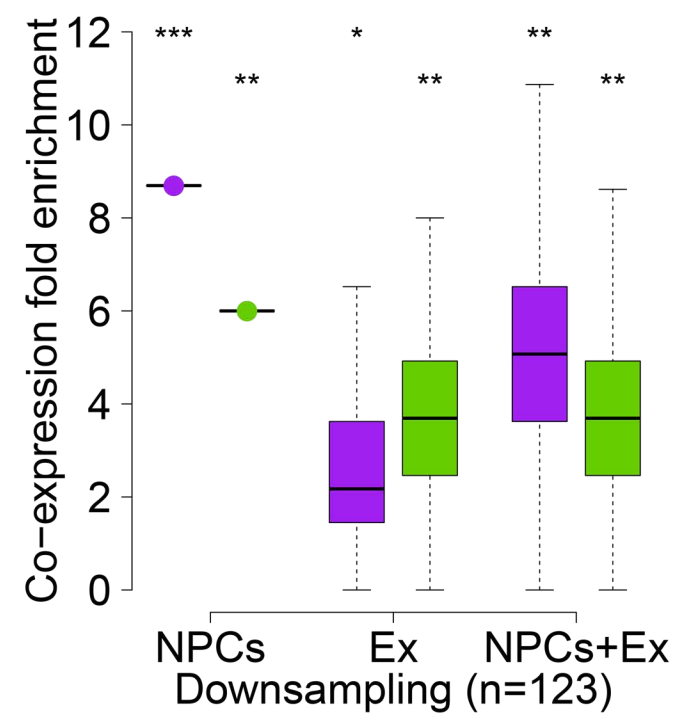 Co−expression fold enrichment
12
10
8
6
4
2
0
*** * **
** ** **
NPCs Ex NPCs+Ex
Downsampling (n=123)